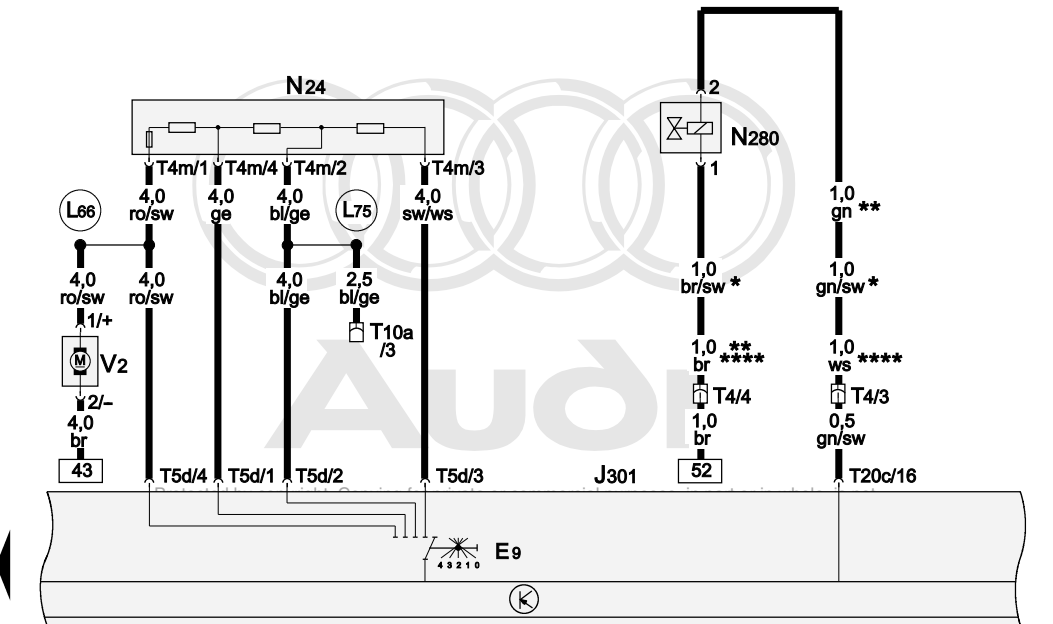 N24
2
N280
T4m/1 T4m/4 T4m/2 T4m/3
1
4,0 4,0 4,0 4,0
ro/sw ge bl/ge sw/ws
L66
L75
1,0
gn **
4,0 4,0 4,0 2,5
ro/sw ro/sw bl/ge bl/ge
1,0 1,0
br/sw * gn/sw *
1/+
T10a
/3
M
V2
1,0 ** 1,0
br **** ws ****
2/–
T4/4 T4/3
4,0
br
1,0 0,5
br gn/sw
Audi
43
52
T5d/4 T5d/1 T5d/2 T5d/3
J301
T20c/16
E9
4 3 2 1 0